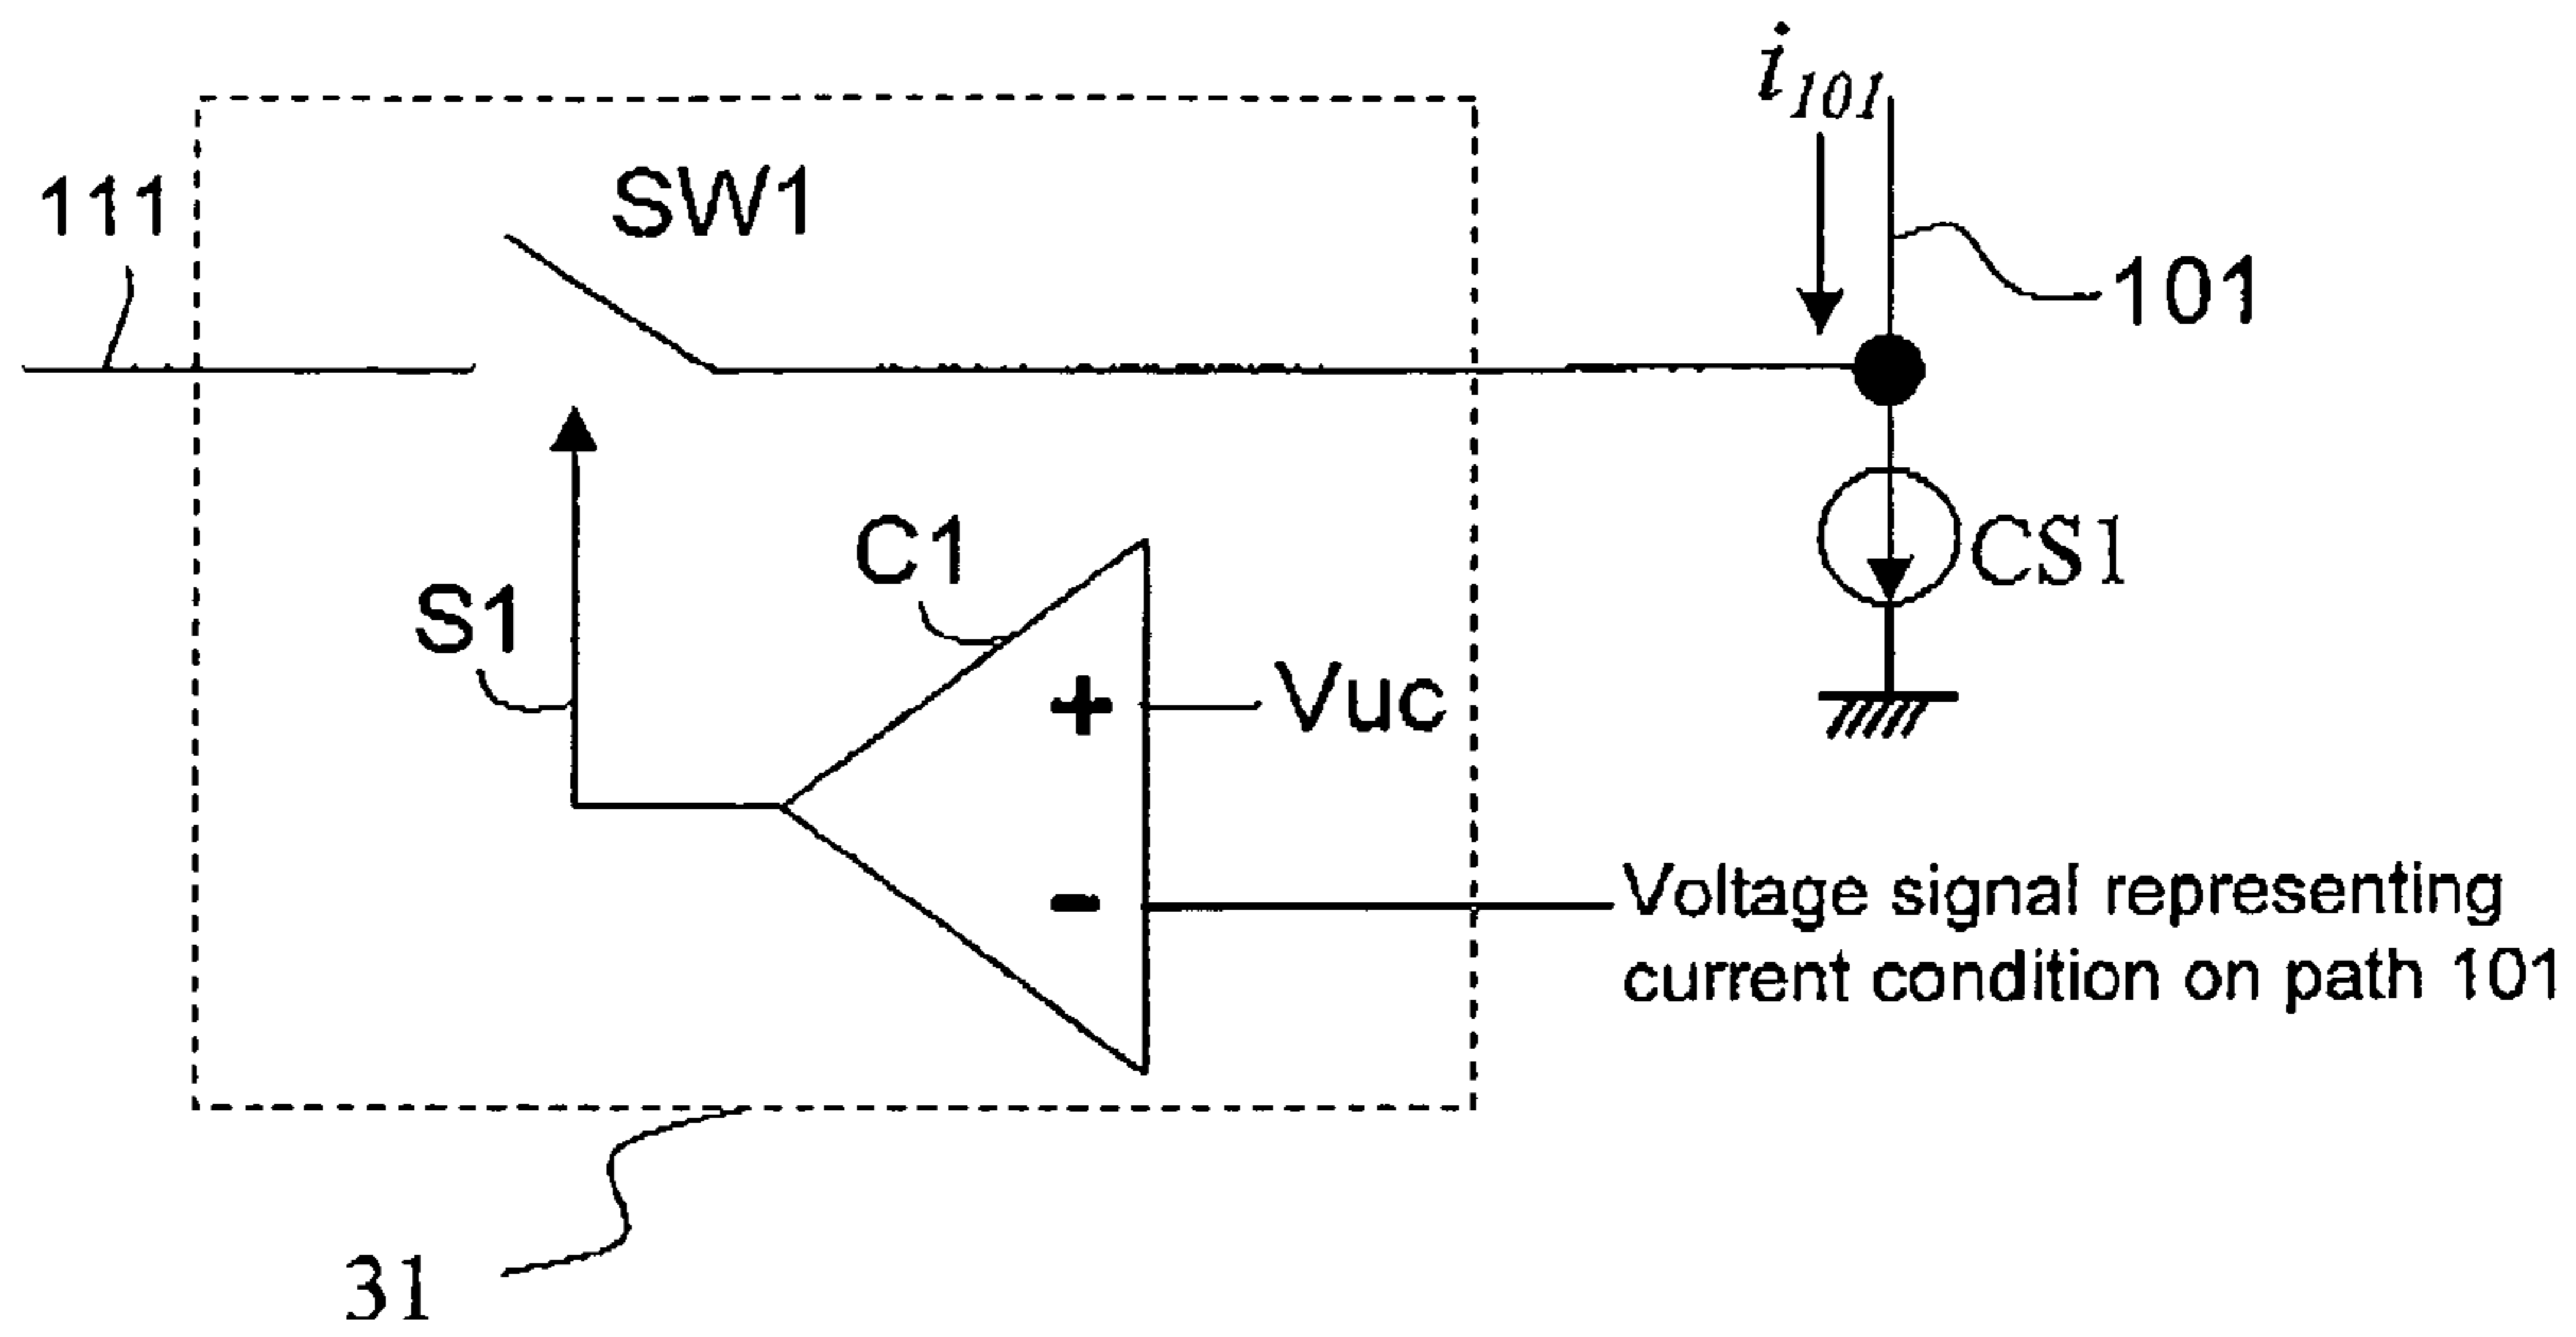 i101
111
SW1
101
C1
CS1
S1
+
Vuc
-
Voltage signal representing
current condition on path 101
31